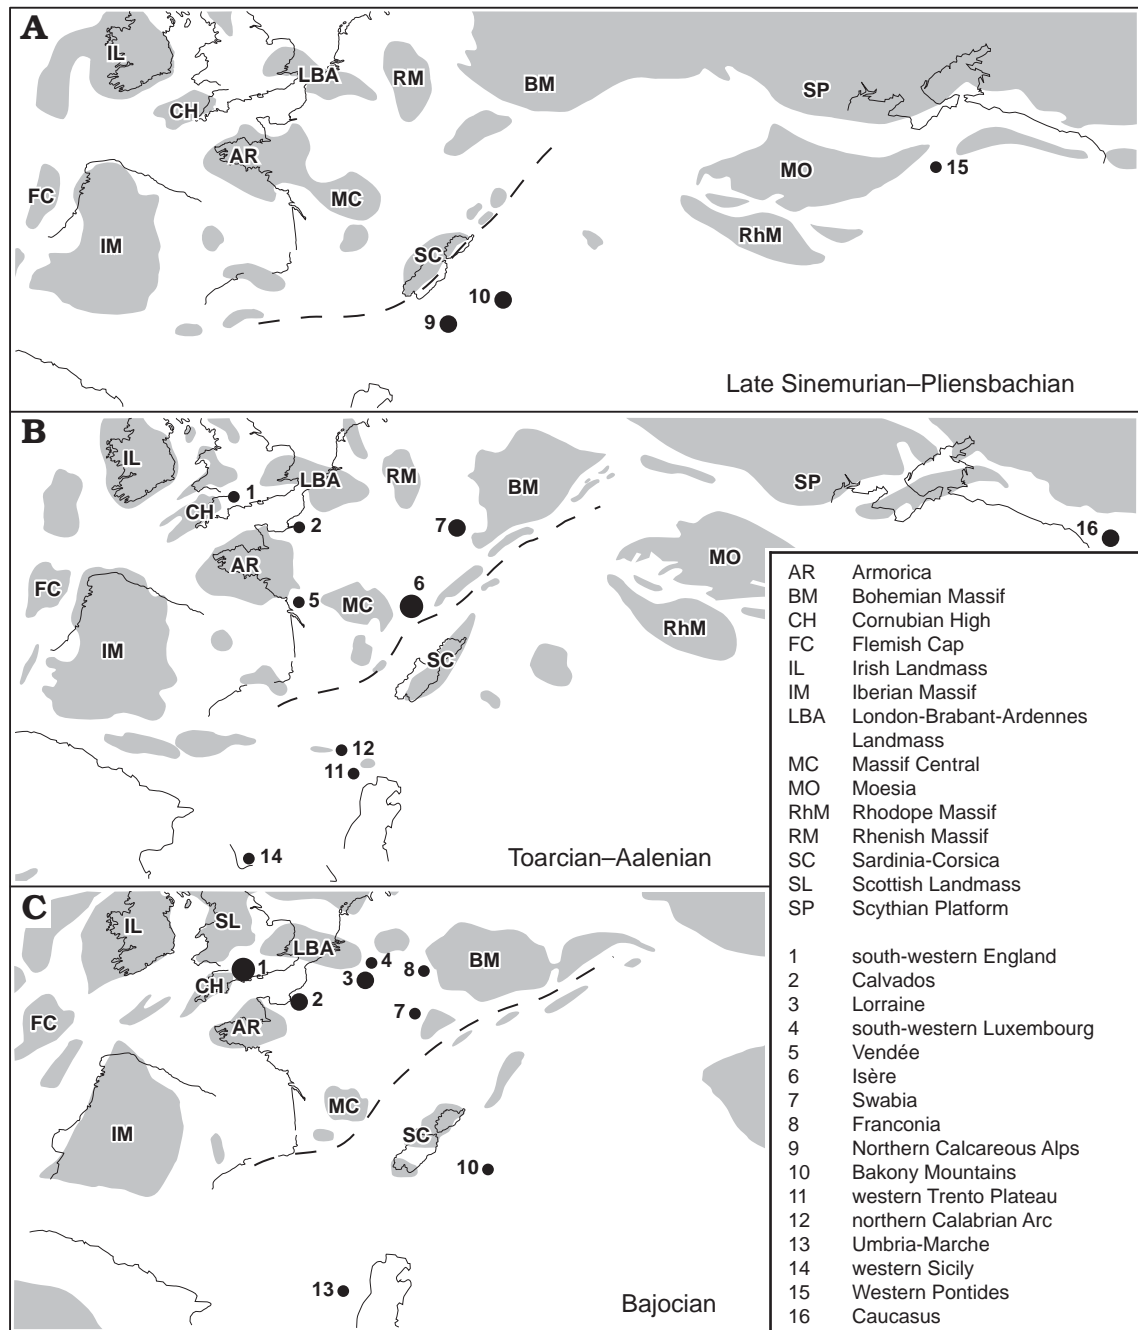 A
IL
LBA
RM
BM
SP
CH
AR
MC
FC
IM
MO
15
RhM
SC
10
9
Late Sinemurian–Pliensbachian
B
IL
LBA
RM
BM
SP
1
CH
2
7
16
AR
MO
FC
5
MC
6
RhM
IM
SC
12
11
14
Toarcian–Aalenian
C
IL
SL
LBA
4
BM
1
3
8
CH
2
7
FC
AR
MC
IM
SC
10
13
Bajocian
AR Armorica
BM Bohemian Massif
CH Cornubian High
FC Flemish Cap
IL Irish Landmass
IM Iberian Massif
LBA London-Brabant-Ardennes
Landmass
MC Massif Central
MO Moesia
RhM Rhodope Massif
RM Rhenish Massif
SC Sardinia-Corsica
SL Scottish Landmass
SP Scythian Platform
1 south-western England
2 Calvados
3 Lorraine
4 south-western Luxembourg
5 Vendée
6 Isère
7 Swabia
8 Franconia
9 Northern Calcareous Alps
10 Bakony Mountains
11 western Trento Plateau
12 northern Calabrian Arc
13 Umbria-Marche
14 western Sicily
15 Western Pontides
16 Caucasus